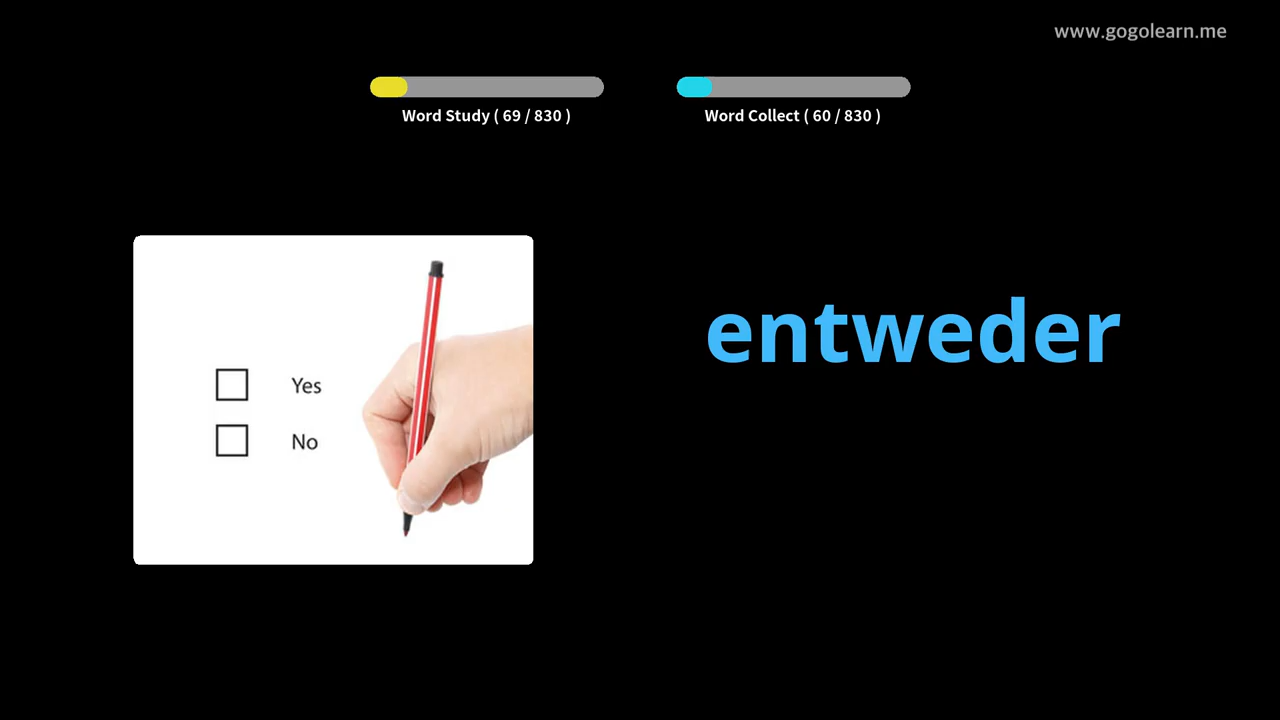 www.gogolearn.me
Word Study ( 69 / 830 )
Word Collect ( 60 / 830 )
entweder
Yes
No